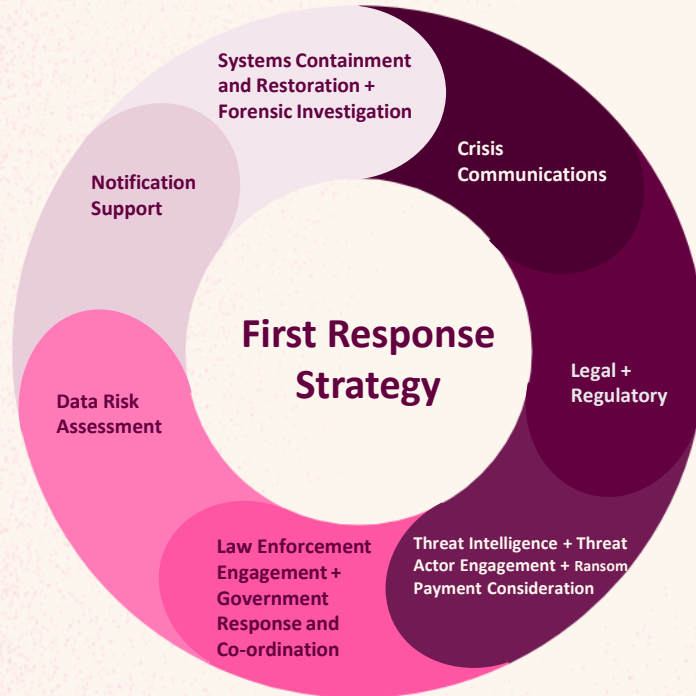 Systems Containment
and Restoration +
Forensic Investigation
Crisis
Communications
Legal +
Regulatory
Threat Intelligence + Threat
Actor Engagement + Ransom
Payment Consideration
Law Enforcement
Engagement +
Government
Response and
Co-ordination
Data Risk
Assessment
Notification
Support
First Response
Strategy